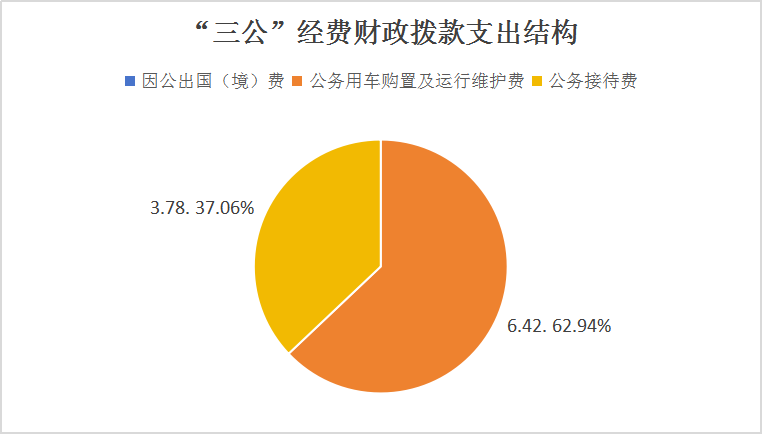 “三公”经费财政拨款支出结构
因公出国（境）费 公务用车购置及运行维护费 公务接待费
3.78. 37.06%
6.42. 62.94%